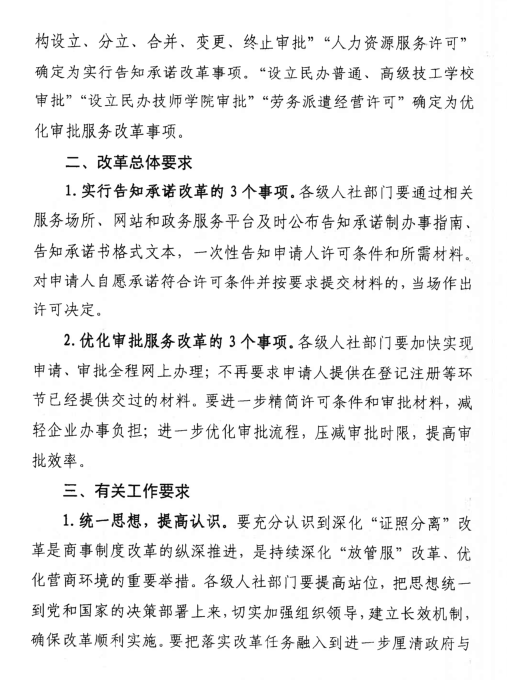 构设立、分立、合并、变更、终止审批”“人力资源服务许可”
确定为实行告知承诺改革事项。“设立民办普通、高级技工学校
审批”“设立民办技师学院审批”“劳务派遣经营许可”确定为优
化审批服务改革事项。
二、改革总体要求
1.实行告知承诺改革的3个事项。各级人社部门要通过相关
服务场所、网站和政务服务平台及时公布告知承诺制办事指南、
告知承诺书格式文本，一次性告知申请人许可条件和所需材料。
对申请人自愿承诺符合许可条件并按要求提交材料的，当场作出
许可决定。
2.优化审批服务改革的3个事项。各级人社部门要加快实现
申请、审批全程网上办理；不再要求申请人提供在登记注册等环
节已经提供交过的材料。要进一步精简许可条件和审批材料，减
轻企业办事负担；进一步优化审批流程，压减审批时限，提高审
批效率。
三、有关工作要求
1.统一思想，提高认识。要充分认识到深化“证照分离”改
革是商事制度改革的纵深推进，是持续深化“放管服”改革、优
化营商环境的重要举措。各级人社部门要提高站位，把思想统一
到党和国家的决策部署上来，切实加强组织领导，建立长效机制，
确保改革顺利实施。要把落实改革任务融入到进一步厘清政府与